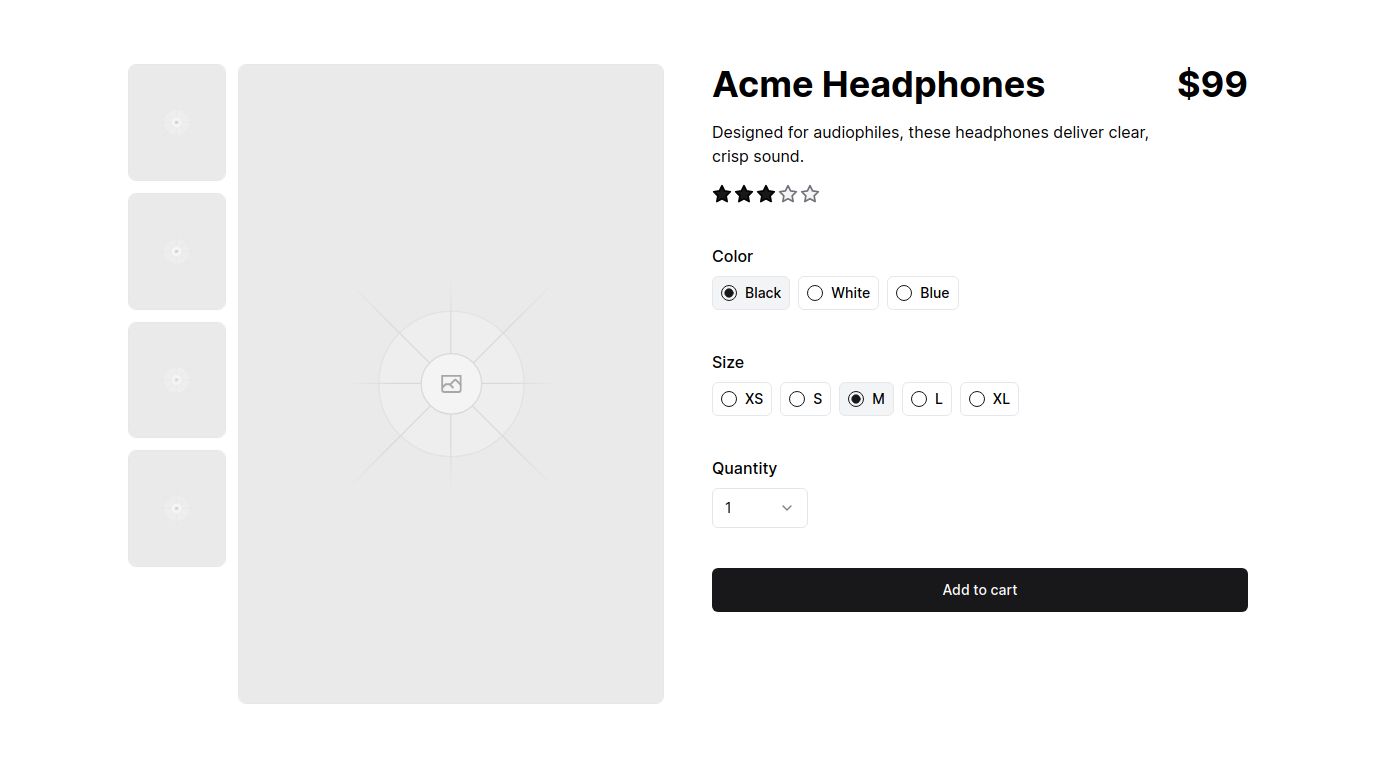 Acme Headphones
$99
Designed for audiophiles, these headphones deliver clear,
crisp sound.
Color
Black White Blue
Size
XS S M L XL
Quantity
1
Add to cart